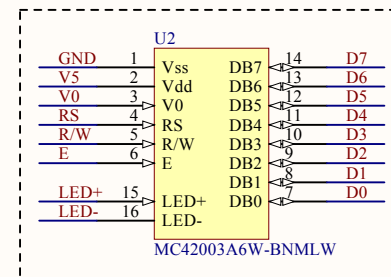 U2
GND 1 Vss DB7 14 D7
V5 2 Vdd DB6 13 D6
V0 3 V0 DB5 12 D5
RS 4 RS DB4 11 D4
R/W 5 R/W DB3 10 D3
E 6 E DB2 9 D2
DB1 8 D1
LED+ 15 LED+ DB0 7 D0
LED- 16 LED-
MC42003A6W-BNMLW